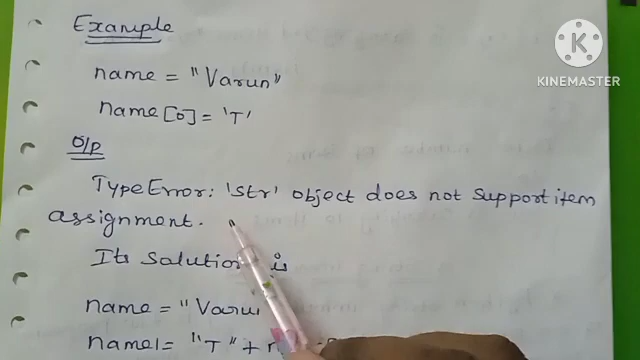 Example
KINEMASTER
name = "Varun"
name[0] = 'T'
O/p
TypeError: 'str' object does not support item
assignment.
Its solution is
name = "Varu
name1 = "T" +